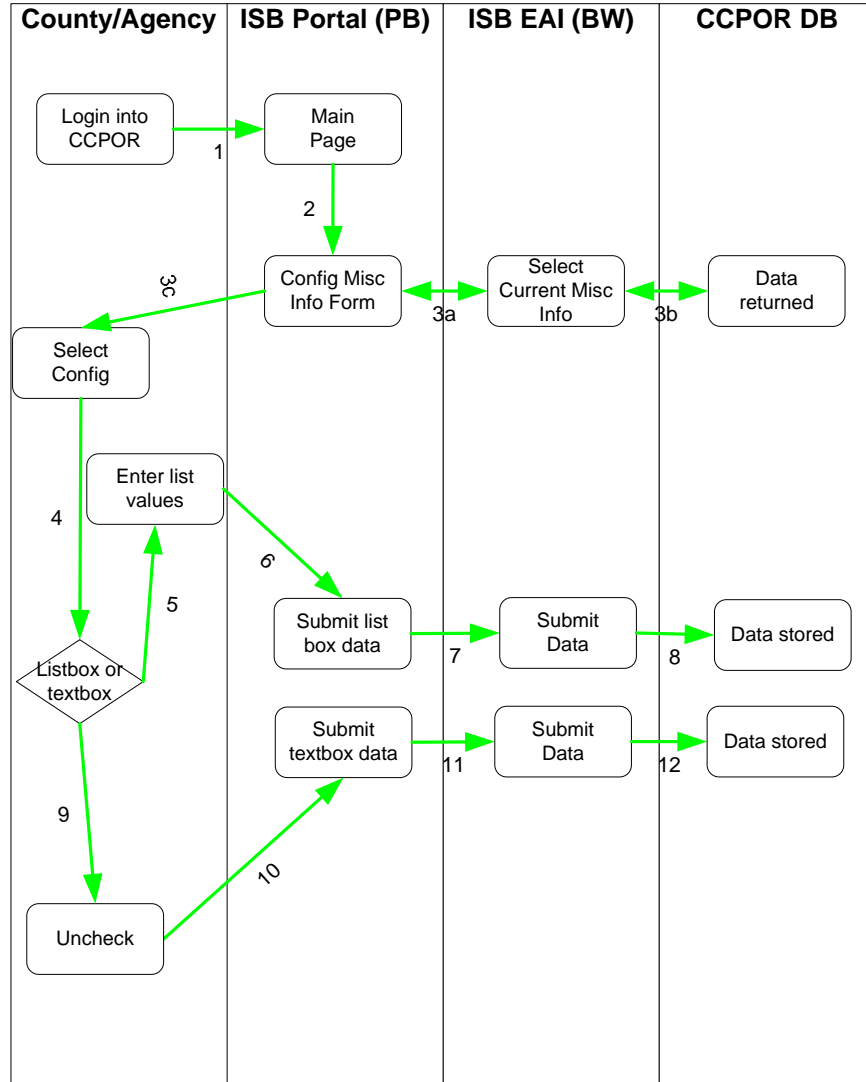 County/Agency
ISB Portal (PB)
ISB EAI (BW)
CCPOR DB
Login into
CCPOR
1
Main
Page
2
3c
Config Misc
Info Form
3a
Select
Current Misc
Info
3b
Data
returned
Select
Config
4
Enter list
values
5
6
Submit list
box data
7
Submit
Data
8
Data stored
Listbox or
textbox
Submit
textbox data
11
Submit
Data
12
Data stored
9
10
Uncheck